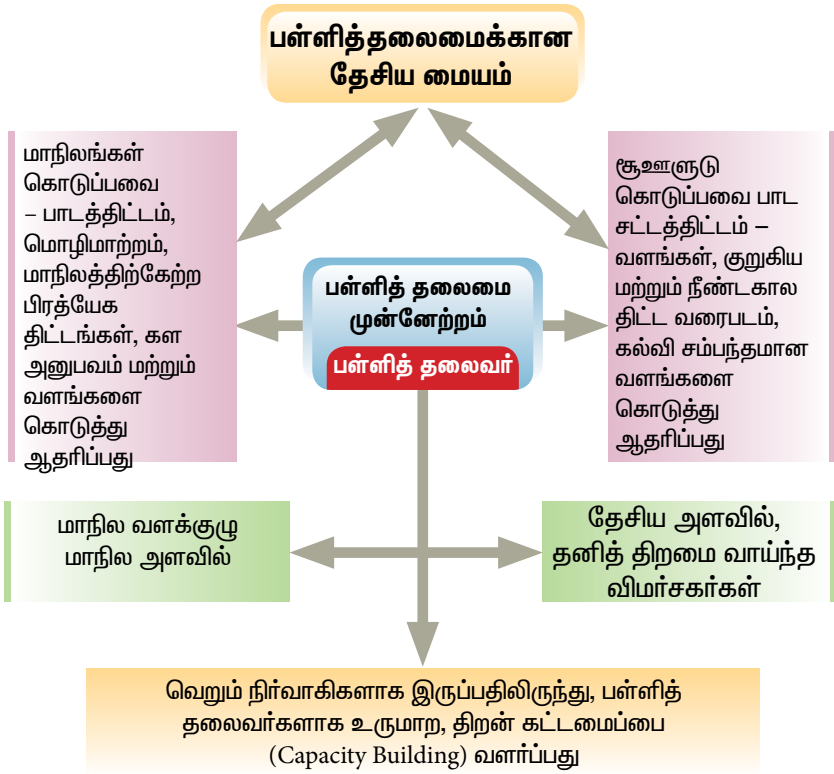 பள்ளித்தலைமைக்கான
தேசிய மையம்
மாநிலங்கள்
கொடுப்பவை
– பாடத்திட்டம்,
மொழிமாற்றம்,
மாநிலத்திற்கேற்ற
பிரத்யேக
திட்டங்கள், கள
அனுபவம் மற்றும்
வளங்களை
கொடுத்து
ஆதரிப்பது
பள்ளித் தலைமை
முன்னேற்றம்
பள்ளித் தலைவர்
சூஊளுடு
கொடுப்பவை பாட
சட்டத்திட்டம் –
வளங்கள், குறுகிய
மற்றும் நீண்டகால
திட்ட வரைபடம்,
கல்வி சம்பந்தமான
வளங்களை
கொடுத்து
ஆதரிப்பது
மாநில வளக்குழு
மாநில அளவில்
தேசிய அளவில்,
தனித் திறமை வாய்ந்த
விமர்சகர்கள்
வெறும் நிர்வாகிகளாக இருப்பதிலிருந்து, பள்ளித்
தலைவர்களாக உருமாற, திறன் கட்டமைப்பை
(Capacity Building) வளர்ப்பது